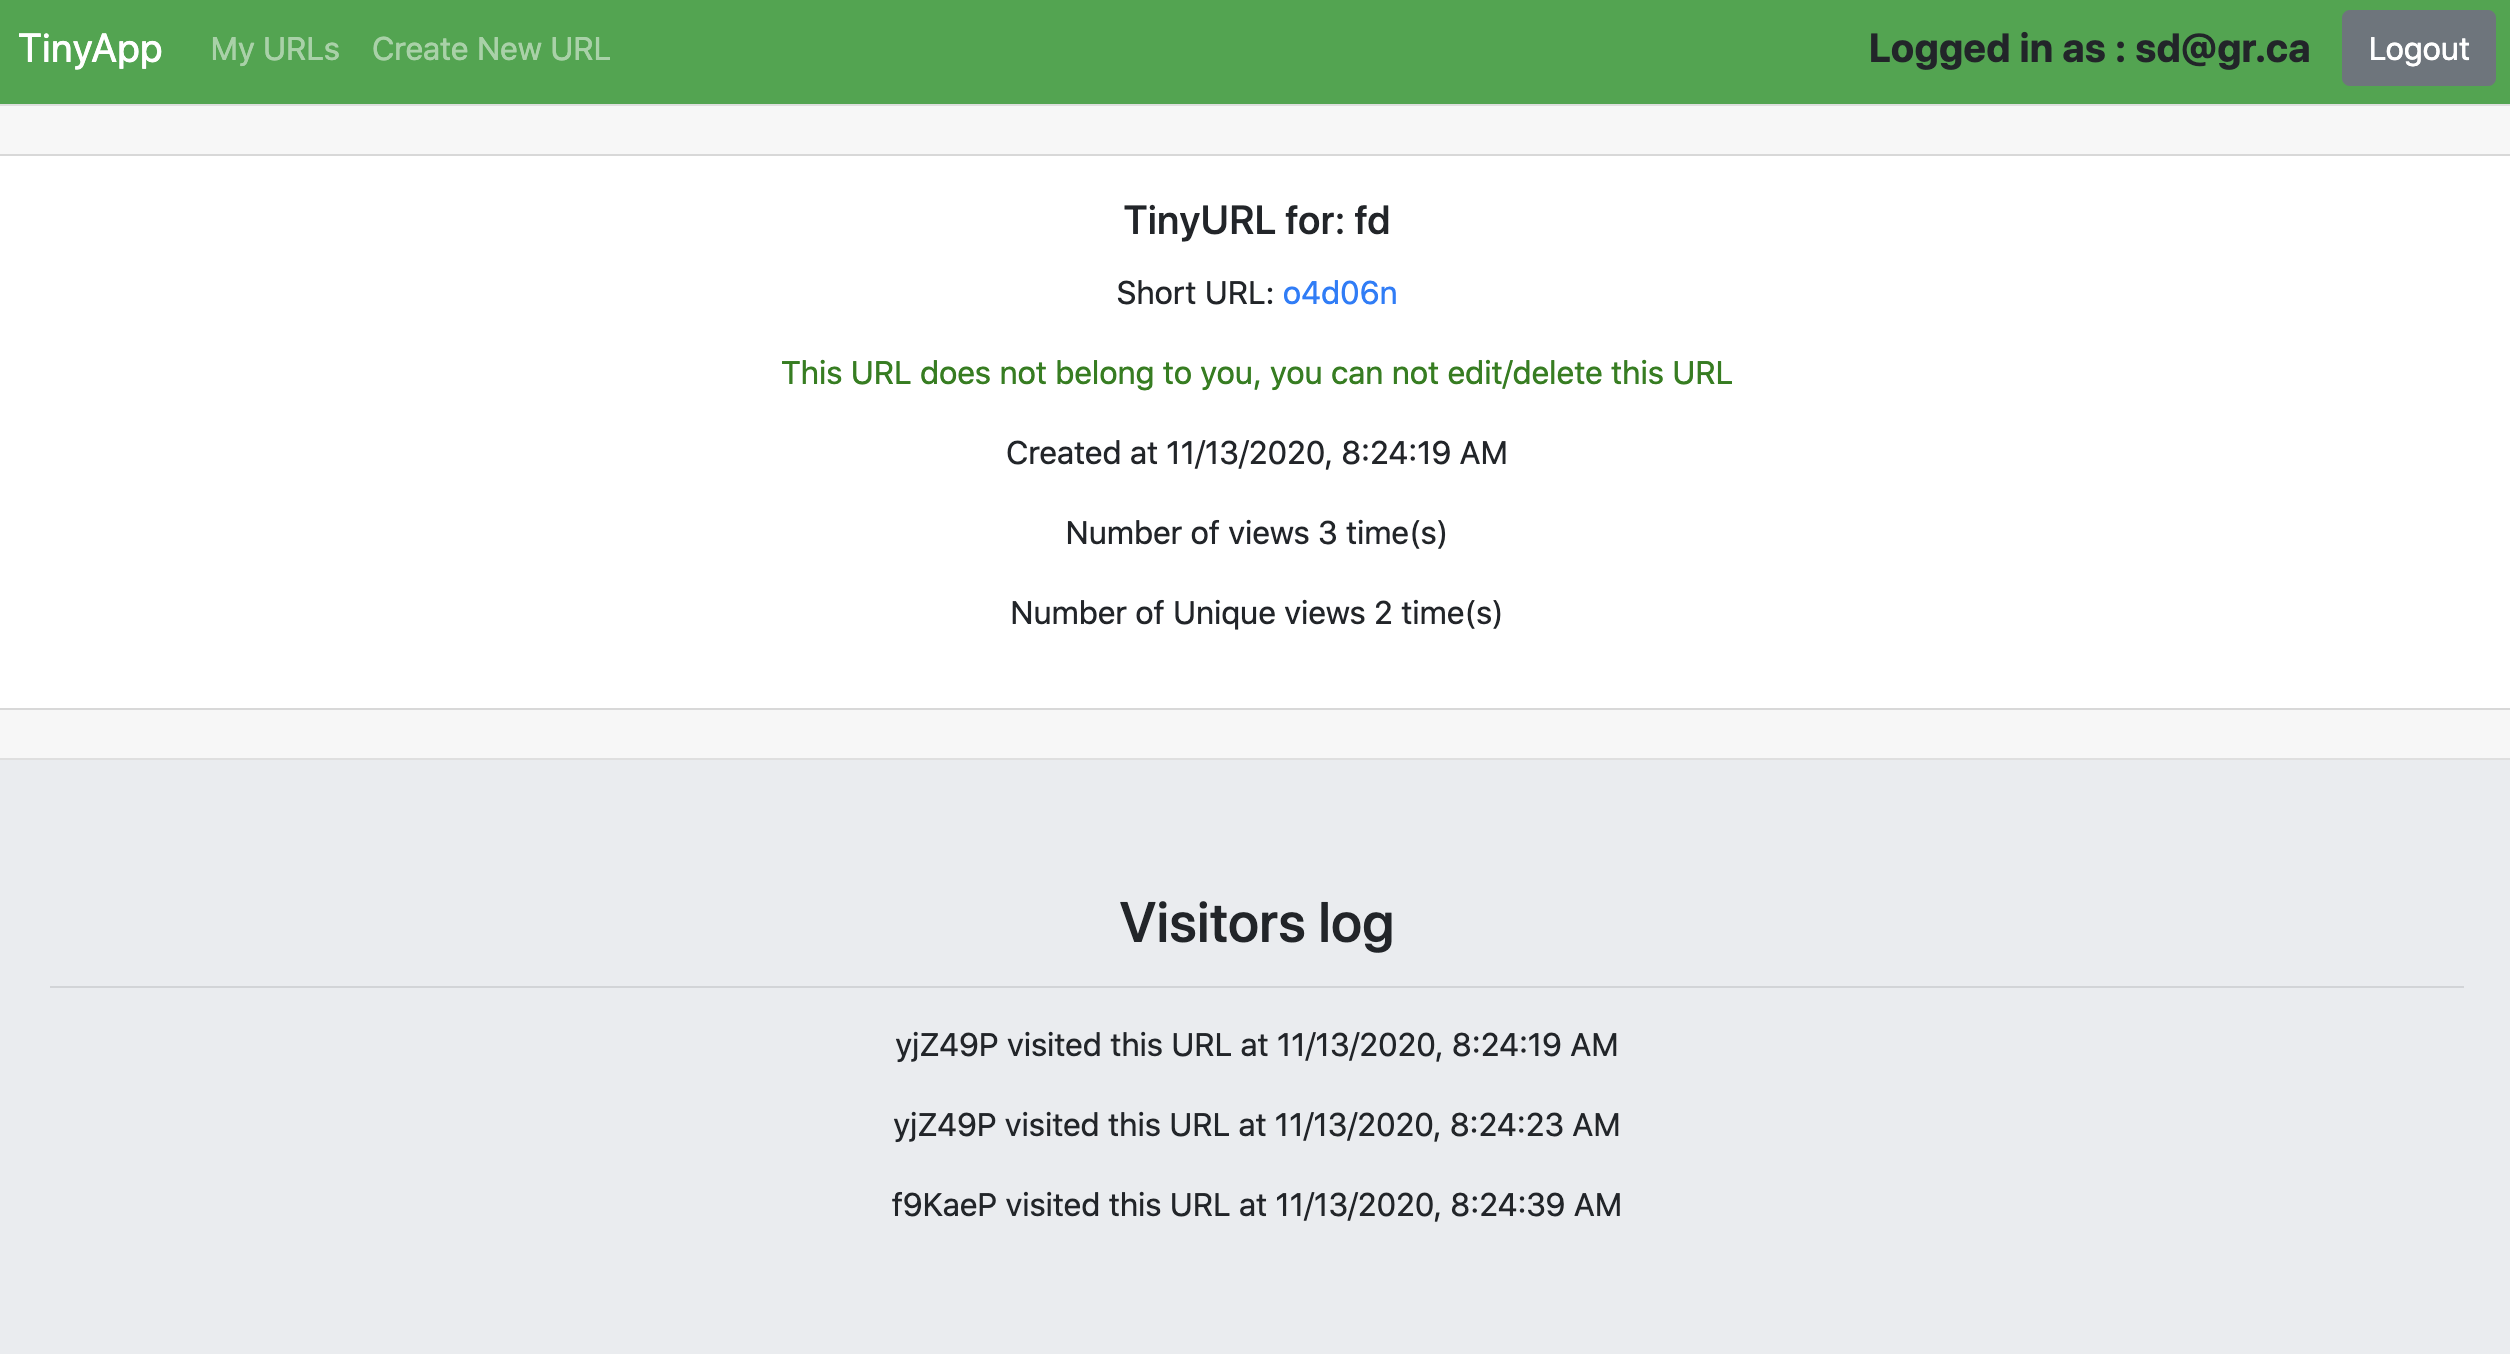 TinyApp My URLs Create New URL Logged in as : sd@gr.ca Logout
TinyURL for: fd
Short URL: o4d06n
This URL does not belong to you, you can not edit/delete this URL
Created at 11/13/2020, 8:24:19 AM
Number of views 3 time(s)
Number of Unique views 2 time(s)
Visitors log
yjZ49P visited this URL at 11/13/2020, 8:24:19 AM
yjZ49P visited this URL at 11/13/2020, 8:24:23 AM
f9KaeP visited this URL at 11/13/2020, 8:24:39 AM